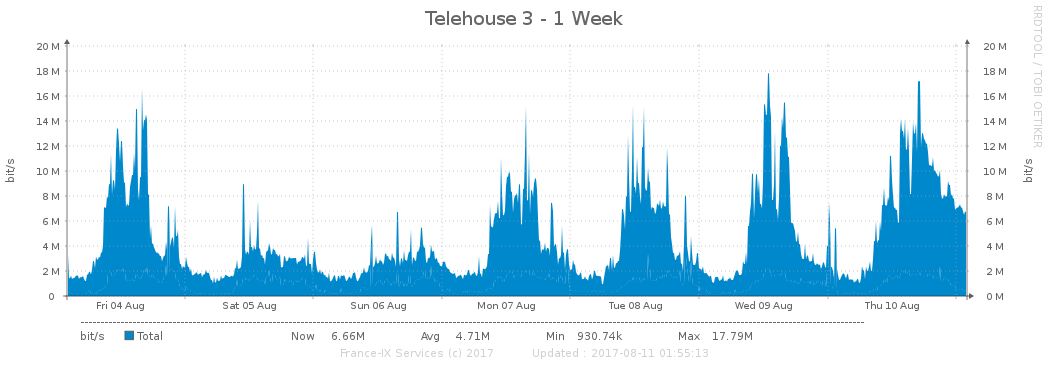 Telehouse 3 - 1 Week
RRDTOOL / TOBI OETIKER
bit/s
bit/s
20 M 20 M
18 M 18 M
16 M 16 M
14 M 14 M
12 M 12 M
10 M 10 M
8 M 8 M
6 M 6 M
4 M 4 M
2 M 2 M
0 0 M
Fri 04 Aug Sat 05 Aug Sun 06 Aug Mon 07 Aug Tue 08 Aug Wed 09 Aug Thu 10 Aug
bit/s Total Now 6.66M Avg 4.71M Min 930.74k Max 17.79M
France-IX Services (c) 2017 Updated : 2017-08-11 01:55:13